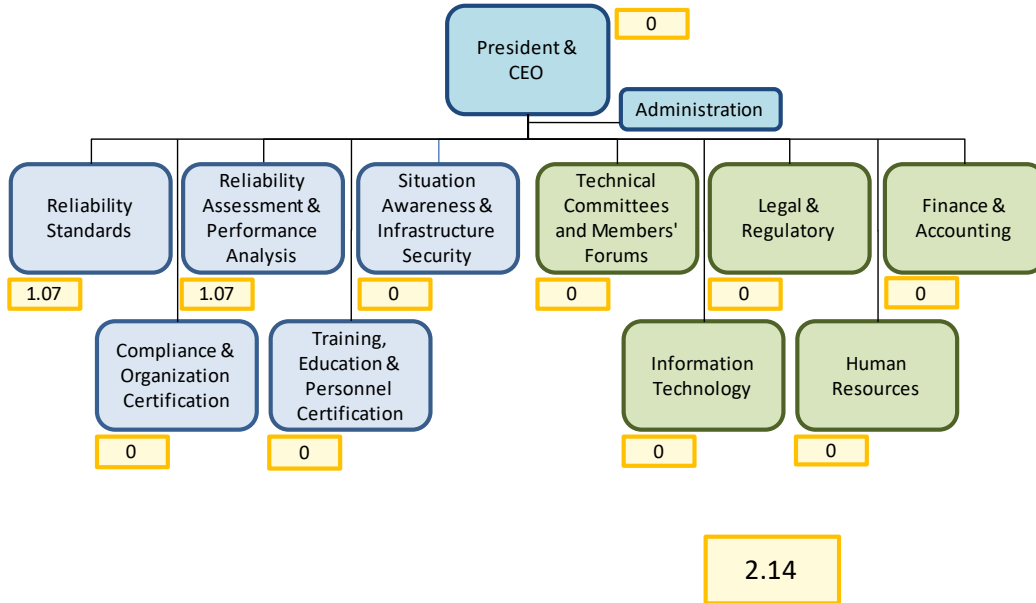 President &
CEO
0
Administration
Reliability
Standards
1.07
Reliability
Assessment &
Performance
Analysis
1.07
Situation
Awareness &
Infrastructure
Security
0
Technical
Committees
and Members'
Forums
0
Legal &
Regulatory
0
Finance &
Accounting
0
Compliance &
Organization
Certification
0
Training,
Education &
Personnel
Certification
0
Information
Technology
0
Human
Resources
0
2.14